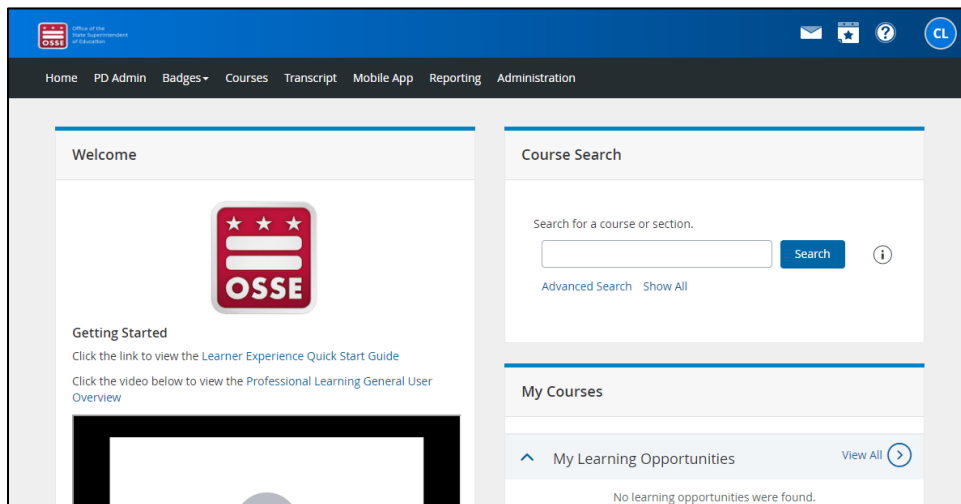 OSSE
Office of the
State Superintendent
of Education
CL
Home PD Admin Badges Courses Transcript Mobile App Reporting Administration
Welcome
OSSE
Getting Started
Click the link to view the Learner Experience Quick Start Guide
Click the video below to view the Professional Learning General User
Overview
Course Search
Search for a course or section.
Search
Advanced Search Show All
My Courses
My Learning Opportunities
View All
No learning opportunities were found.